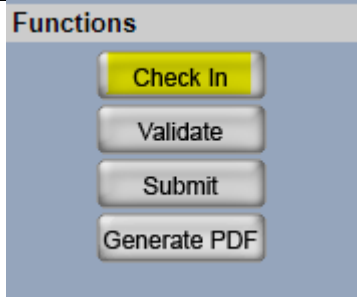 Functions
Check In
Validate
Submit
Generate PDF